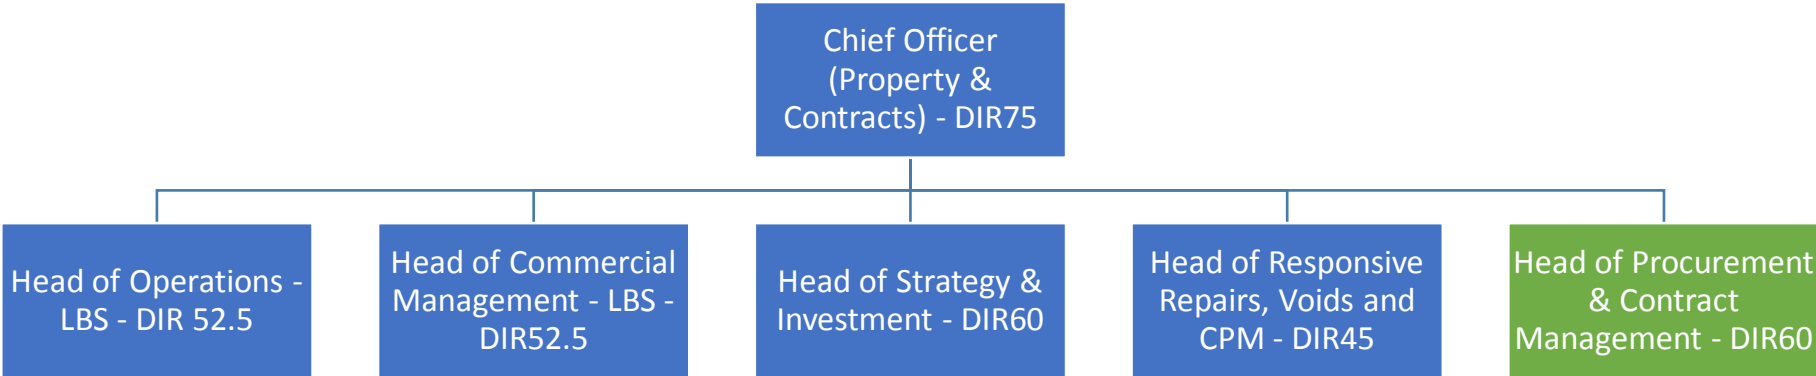 Chief Officer
(Property &
Contracts) - DIR75
Head of Operations -
LBS - DIR 52.5
Head of Commercial
Management - LBS -
DIR52.5
Head of Strategy &
Investment - DIR60
Head of Responsive
Repairs, Voids and
CPM - DIR45
Head of Procurement
& Contract
Management - DIR60